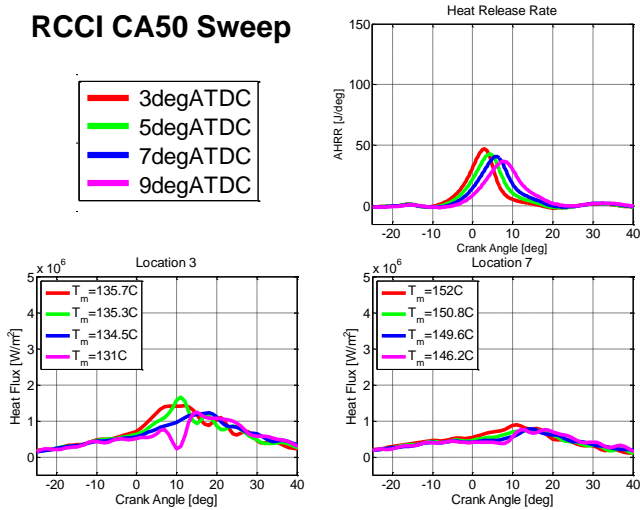 RCCI CA50 Sweep
3degATDC
5degATDC
7degATDC
9degATDC
Heat Release Rate
150
100
50
0
AHRR [J/deg]
-20 -10 0 10 20 30 40
Crank Angle [deg]
Location 3
5 x 10^6
4
3
2
1
0
Heat Flux [W/m²]
T_m=135.7C
T_m=135.3C
T_m=134.5C
T_m=131C
-20 -10 0 10 20 30 40
Crank Angle [deg]
Location 7
5 x 10^6
4
3
2
1
0
Heat Flux [W/m²]
T_m=152C
T_m=150.8C
T_m=149.6C
T_m=146.2C
-20 -10 0 10 20 30 40
Crank Angle [deg]